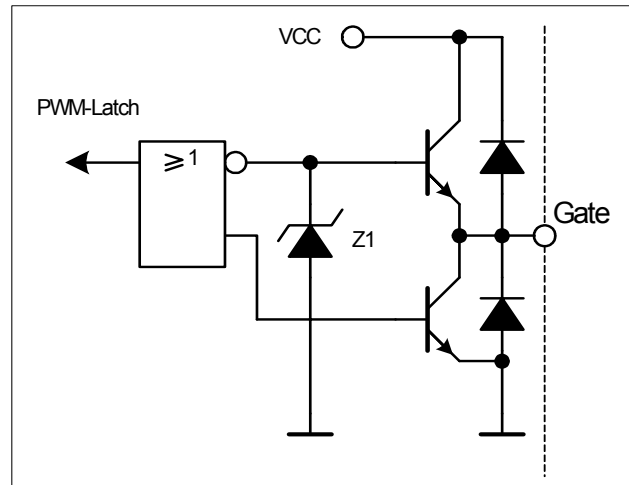 VCC
PWM-Latch
≥1
Z1
Gate